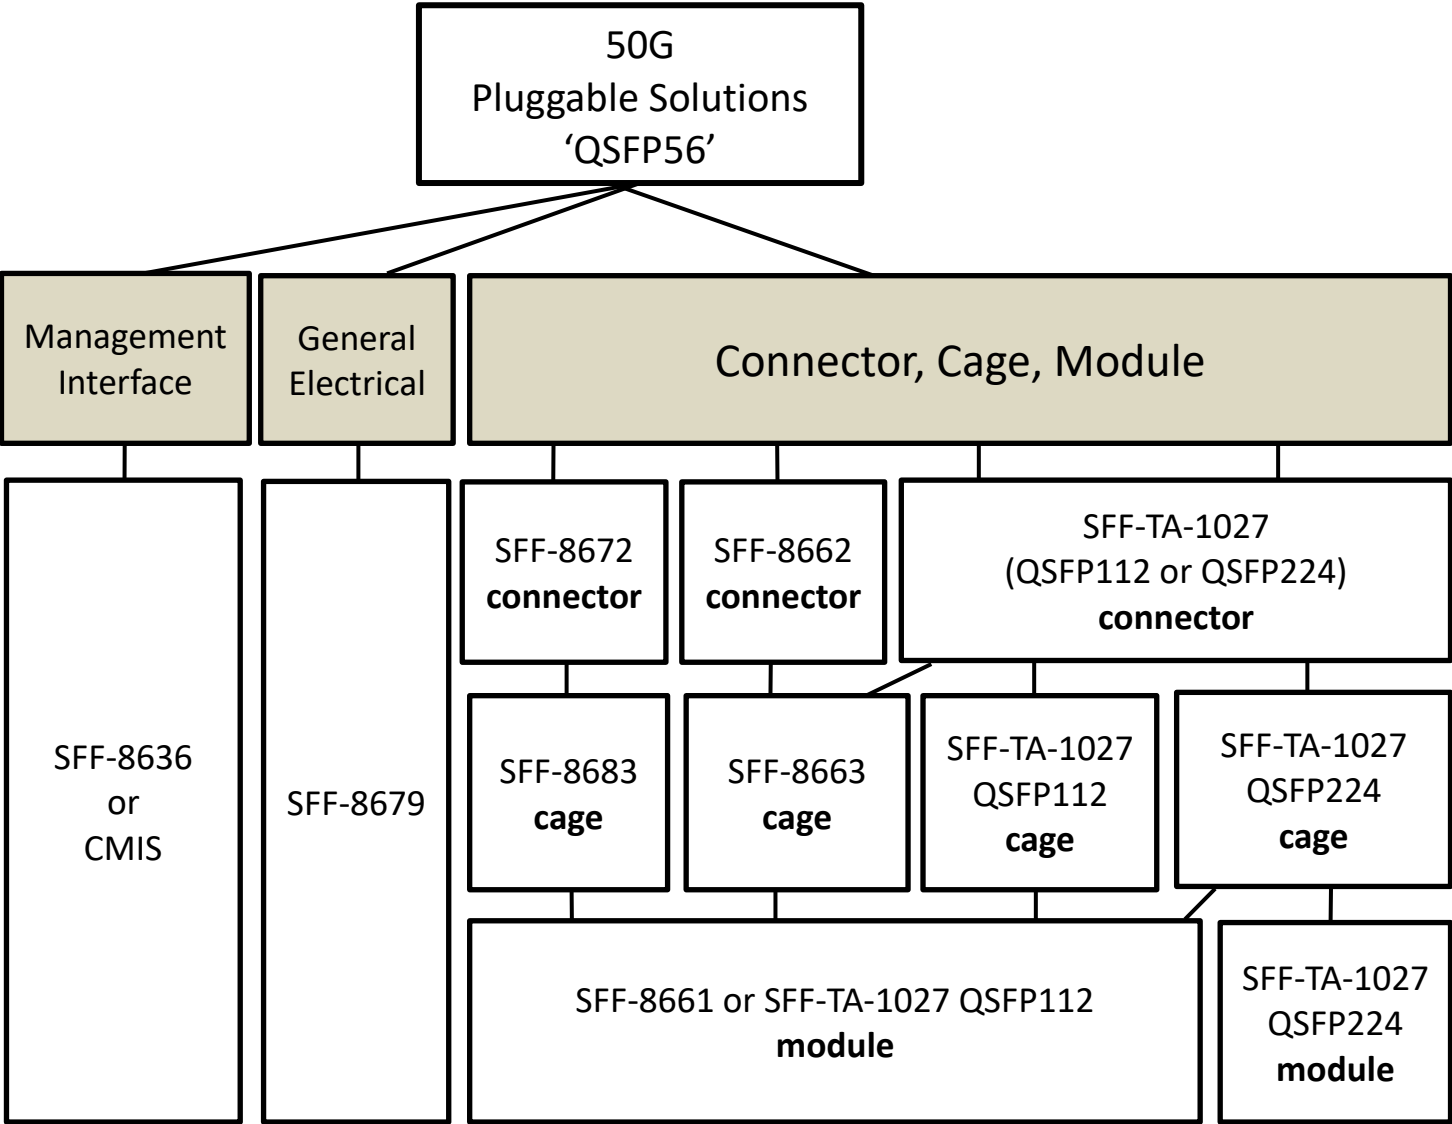 50G
Pluggable Solutions
‘QSFP56’
Management
Interface
General
Electrical
Connector, Cage, Module
SFF-8636
or
CMIS
SFF-8679
SFF-8672
connector
SFF-8662
connector
SFF-TA-1027
(QSFP112 or QSFP224)
connector
SFF-8683
cage
SFF-8663
cage
SFF-TA-1027
QSFP112
cage
SFF-TA-1027
QSFP224
cage
SFF-8661 or SFF-TA-1027 QSFP112
module
SFF-TA-1027
QSFP224
module